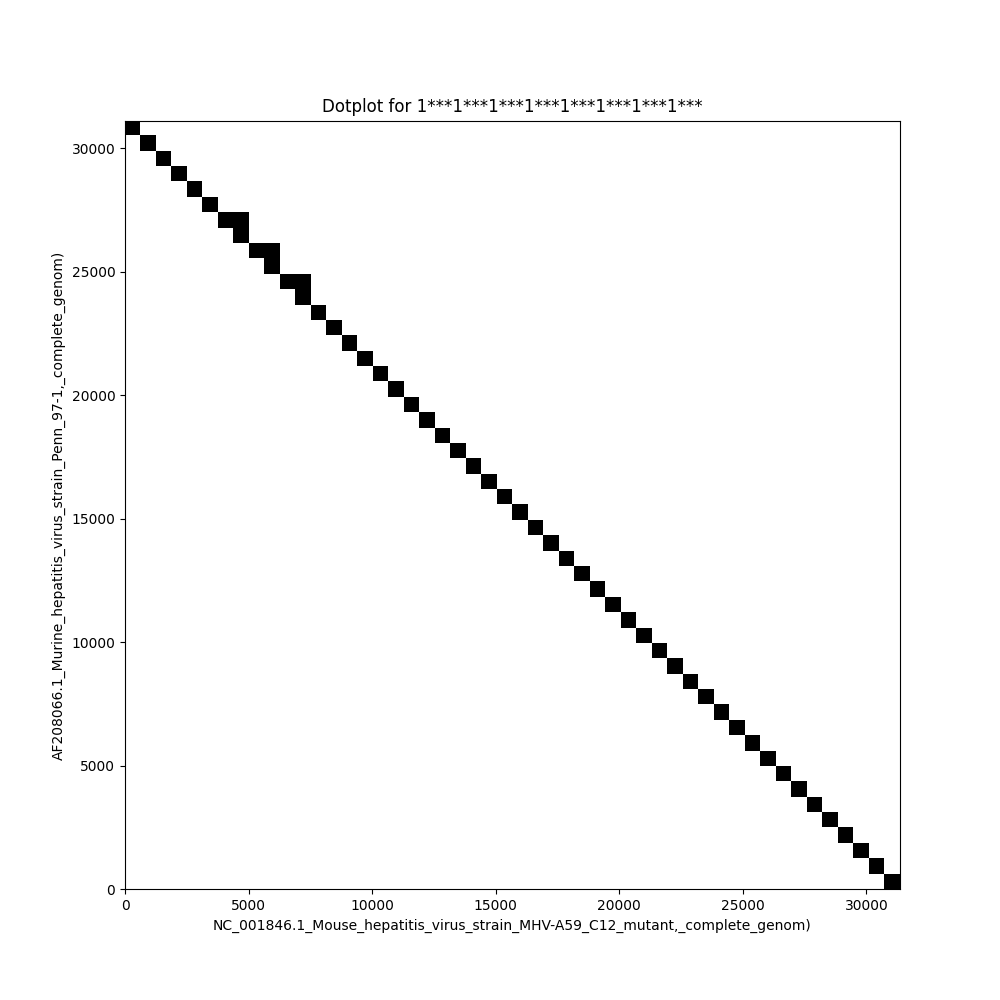 Dotplot for 1***1***1***1***1***1***1***1***
30000
25000
20000
15000
10000
5000
0
AF208066.1_Murine_hepatitis_virus_strain_Penn_97-1,_complete_genom)
0 5000 10000 15000 20000 25000 30000
NC_001846.1_Mouse_hepatitis_virus_strain_MHV-A59_C12_mutant,_complete_genom)